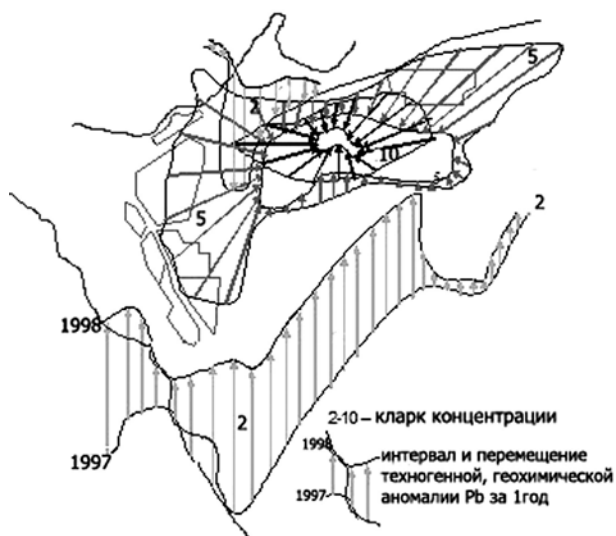 5
2
10
5
5
2
1998
2
1997
2-10 – кларк концентрации
1998
1997
интервал и перемещение
техногенной, геохимической
аномалии Pb за 1год